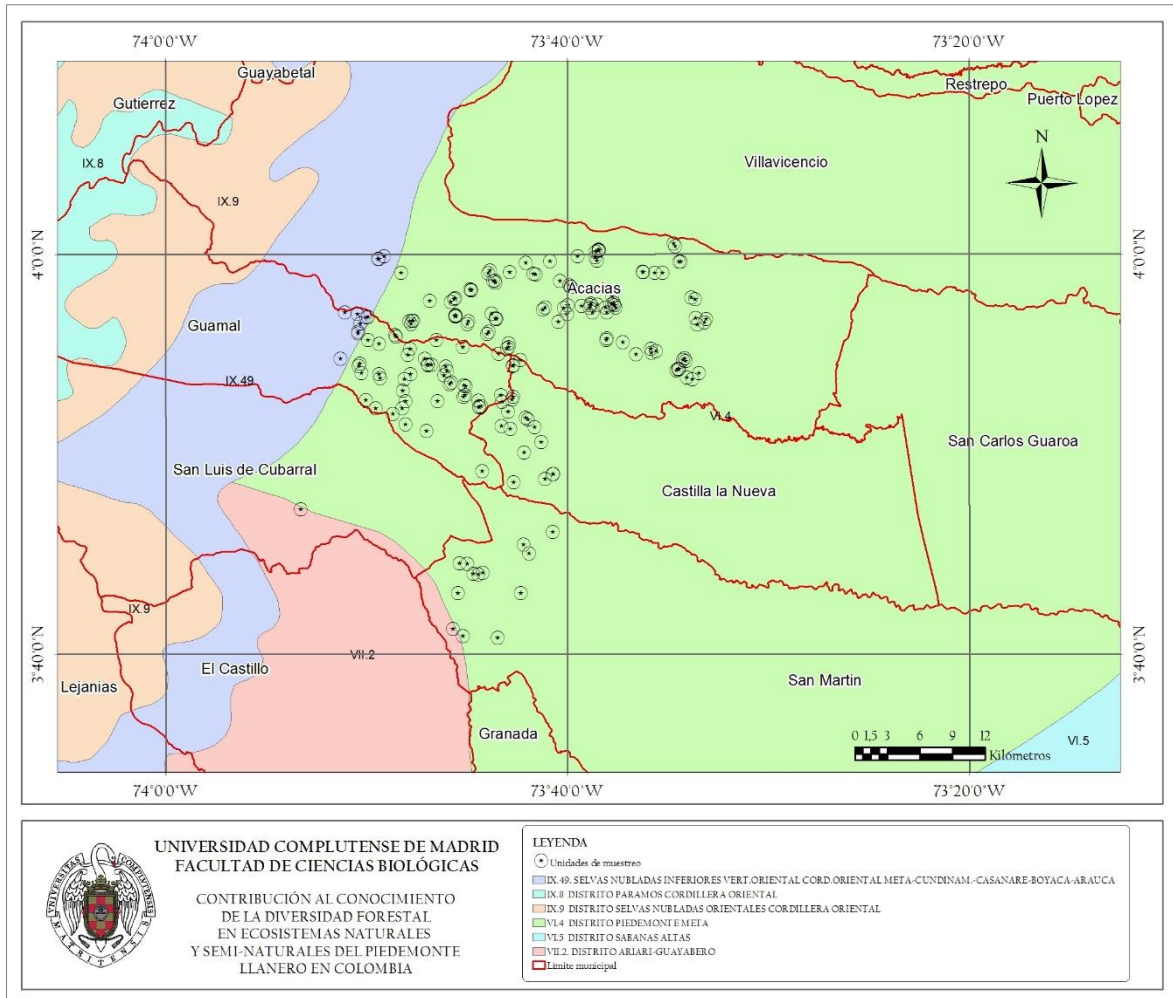 74°0'0"W
73°40'0"W
73°20'0"W
Guayabetal
Restrepo
Gutierrez
Puerto Lopez
N
IX.8
Villavicencio
IX.9
4°0'0"N
4°0'0"N
Acacias
Guamal
IX.49
VI.4
San Carlos Guaroa
San Luis de Cubarral
Castilla la Nueva
IX.9
3°40'0"N
VII.2
3°40'0"N
El Castillo
San Martin
Lejanias
Granada
0 1,5 3 6 9 12
Kilómetros
VI.5
74°0'0"W
73°40'0"W
73°20'0"W
UNIVERSIDAD COMPLUTENSE DE MADRID
FACULTAD DE CIENCIAS BIOLÓGICAS
CONTRIBUCIÓN AL CONOCIMIENTO
DE LA DIVERSIDAD FORESTAL
EN ECOSISTEMAS NATURALES
Y SEMI-NATURALES DEL PIEDEMONTE
LLANERO EN COLOMBIA
LEYENDA
Unidades de muestreo
IX.49. SELVAS NUBLADAS INFERIORES VERT.ORIENTAL CORD.ORIENTAL META-CUNDINAM.-CASANARE-BOYACA-ARAUCA
IX.8 DISTRITO PARAMOS CORDILLERA ORIENTAL
IX.9 DISTRITO SELVAS NUBLADAS ORIENTALES CORDILLERA ORIENTAL
VI.4 DISTRITO PIEDEMONTE META
VI.5 DISTRITO SABANAS ALTAS
VII.2. DISTRITO ARIARI-GUAYABERO
Límite municipal